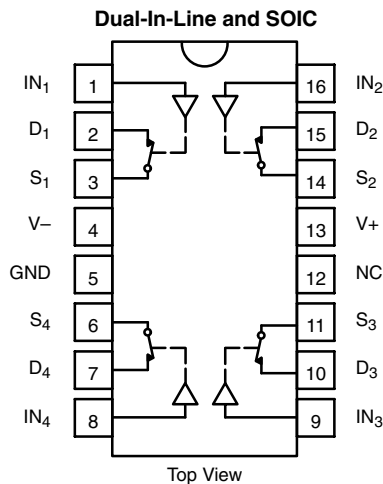 Dual-In-Line and SOIC
IN1 1 16 IN2
D1 2 15 D2
S1 3 14 S2
V– 4 13 V+
GND 5 12 NC
S4 6 11 S3
D4 7 10 D3
IN4 8 9 IN3
Top View